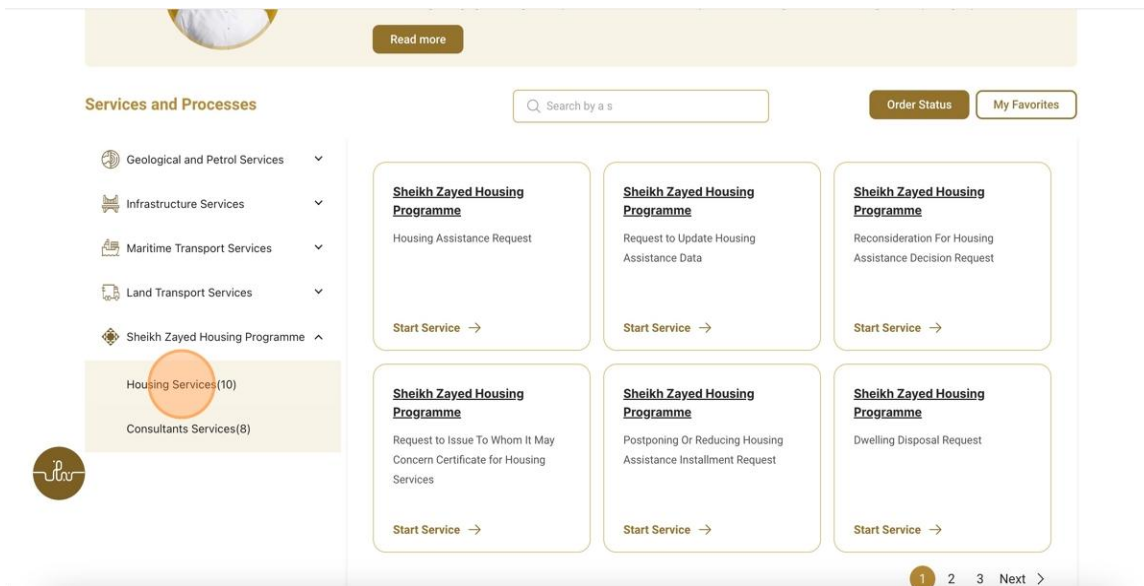 Read more
Services and Processes
Search by a s
Order Status
My Favorites
Geological and Petrol Services
Infrastructure Services
Maritime Transport Services
Land Transport Services
Sheikh Zayed Housing Programme
Housing Services(10)
Consultants Services(8)
Sheikh Zayed Housing
Programme
Housing Assistance Request
Start Service
Sheikh Zayed Housing
Programme
Request to Update Housing
Assistance Data
Start Service
Sheikh Zayed Housing
Programme
Reconsideration For Housing
Assistance Decision Request
Start Service
Sheikh Zayed Housing
Programme
Request to Issue To Whom It May
Concern Certificate for Housing
Services
Start Service
Sheikh Zayed Housing
Programme
Postponing Or Reducing Housing
Assistance Installment Request
Start Service
Sheikh Zayed Housing
Programme
Dwelling Disposal Request
Start Service
1 2 3 Next